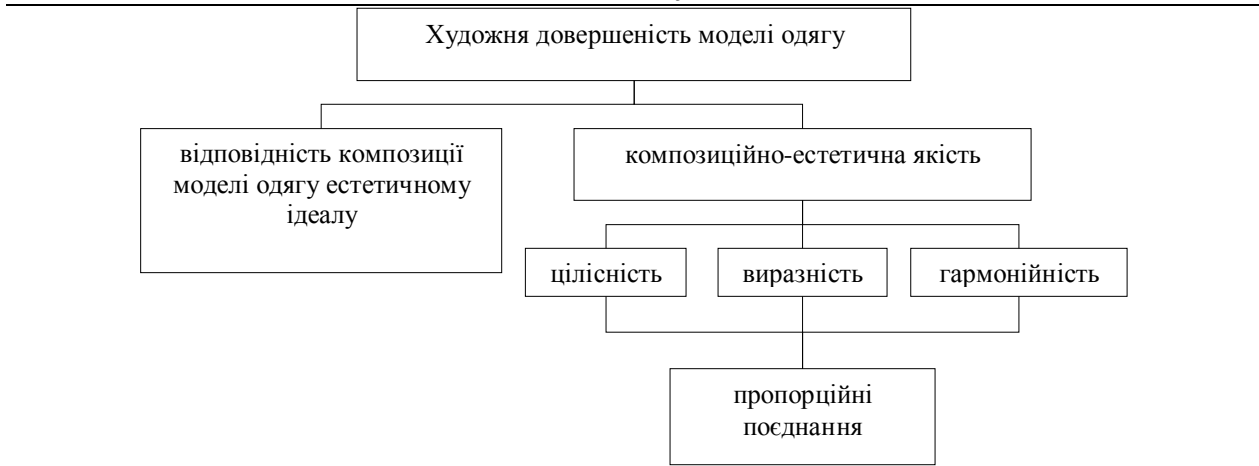 Художня довершеність моделі одягу
відповідність композиції
моделі одягу естетичному
ідеалу
композиційно-естетична якість
цілісність
виразність
гармонійність
пропорційні
поєднання